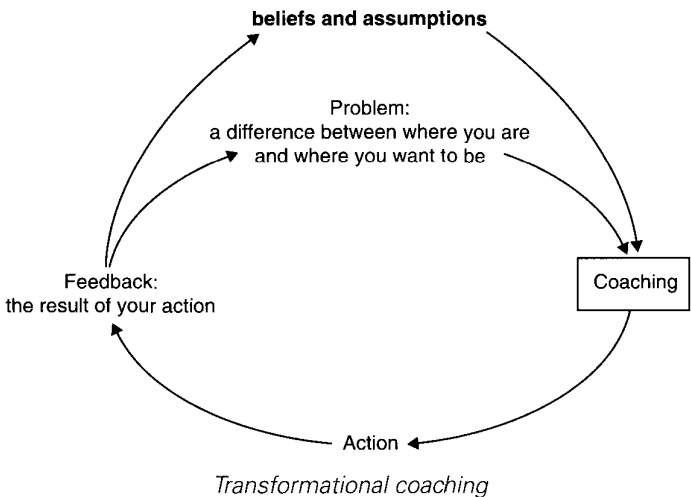 beliefs and assumptions
Problem:
a difference between where you are
and where you want to be
Feedback:
the result of your action
Coaching
Action
Transformational coaching